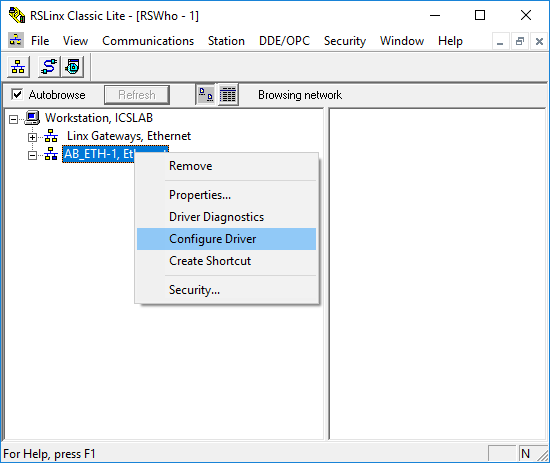 RSLinx Classic Lite - [RSWho - 1]
File View Communications Station DDE/OPC Security Window Help
Autobrowse Refresh Browsing network
Workstation, ICSLAB
Linx Gateways, Ethernet
AB_ETH-1, Ethernet
Remove
Properties...
Driver Diagnostics
Configure Driver
Create Shortcut
Security...
For Help, press F1 N